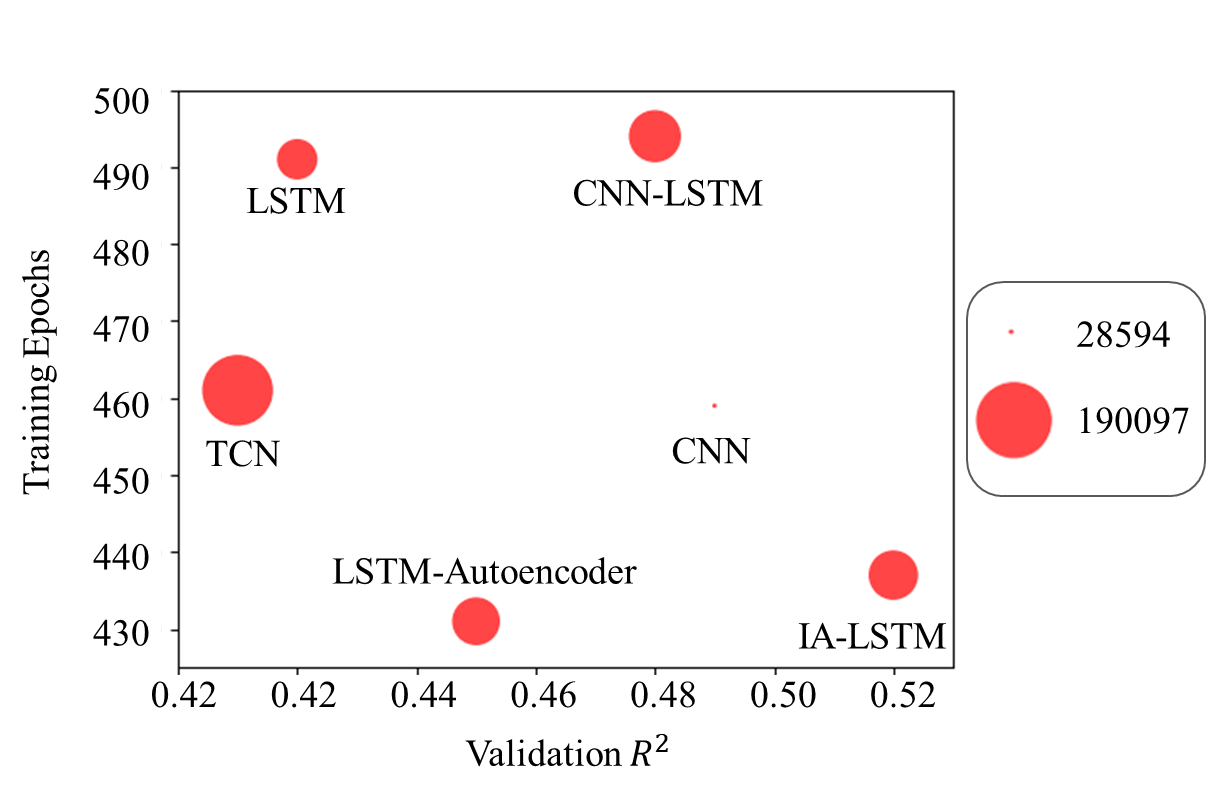 500
490
480
470
460
450
440
430
Training Epochs
LSTM
CNN-LSTM
TCN
CNN
LSTM-Autoencoder
IA-LSTM
28594
190097
0.42 0.42 0.44 0.46 0.48 0.50 0.52
Validation R²